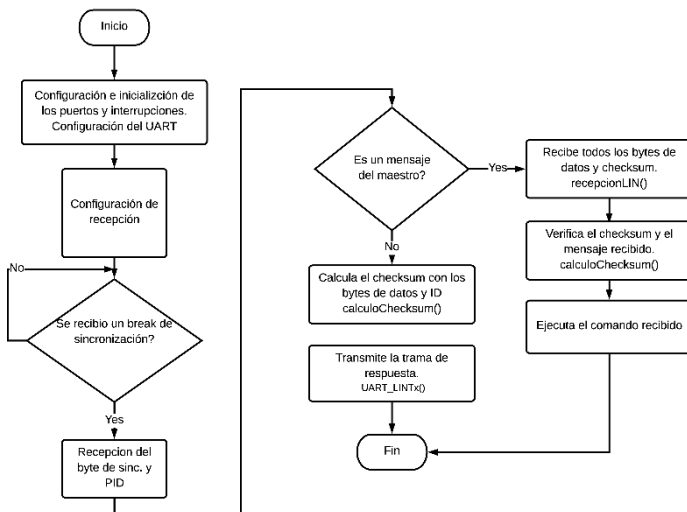 Inicio
Configuración e inicializción de
los puertos y interrupciones.
Configuración del UART
Configuración de
recepción
No
Se recibio un break de
sincronización?
Yes
Recepcion del
byte de sinc. y
PID
Es un mensaje
del maestro?
Yes
No
Calcula el checksum con los
bytes de datos y ID
calculoChecksum()
Transmite la trama de
respuesta.
UART_LINTx()
Fin
Recibe todos los bytes de
datos y checksum.
recepcionLIN()
Verifica el checksum y el
mensaje recibido.
calculoChecksum()
Ejecuta el comando recibido